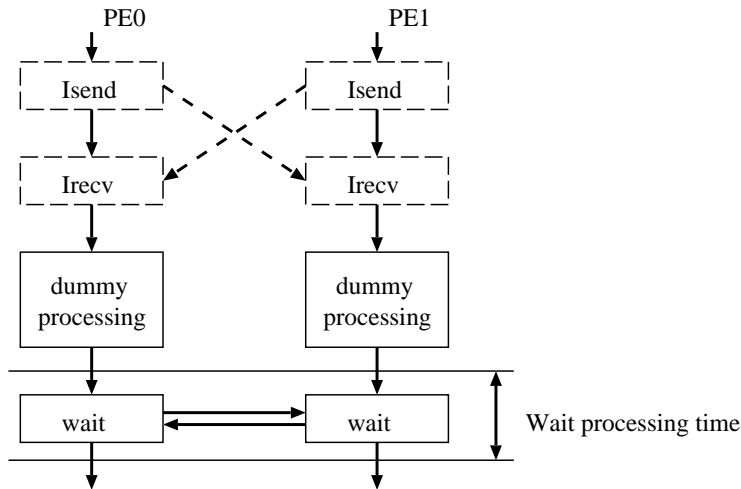 PE0
PE1
Isend
Isend
Irecv
Irecv
dummy
processing
dummy
processing
wait
wait
Wait processing time